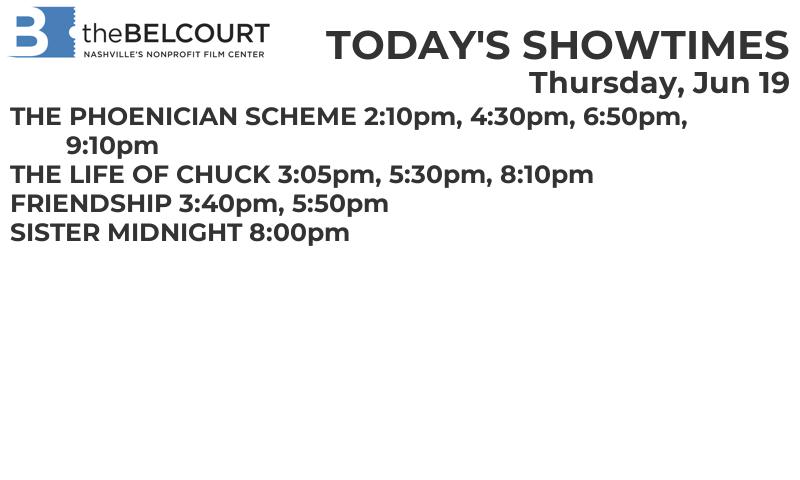 B theBELCOURT
NASHVILLE'S NONPROFIT FILM CENTER
TODAY'S SHOWTIMES
Thursday, Jun 19
THE PHOENICIAN SCHEME 2:10pm, 4:30pm, 6:50pm,
9:10pm
THE LIFE OF CHUCK 3:05pm, 5:30pm, 8:10pm
FRIENDSHIP 3:40pm, 5:50pm
SISTER MIDNIGHT 8:00pm